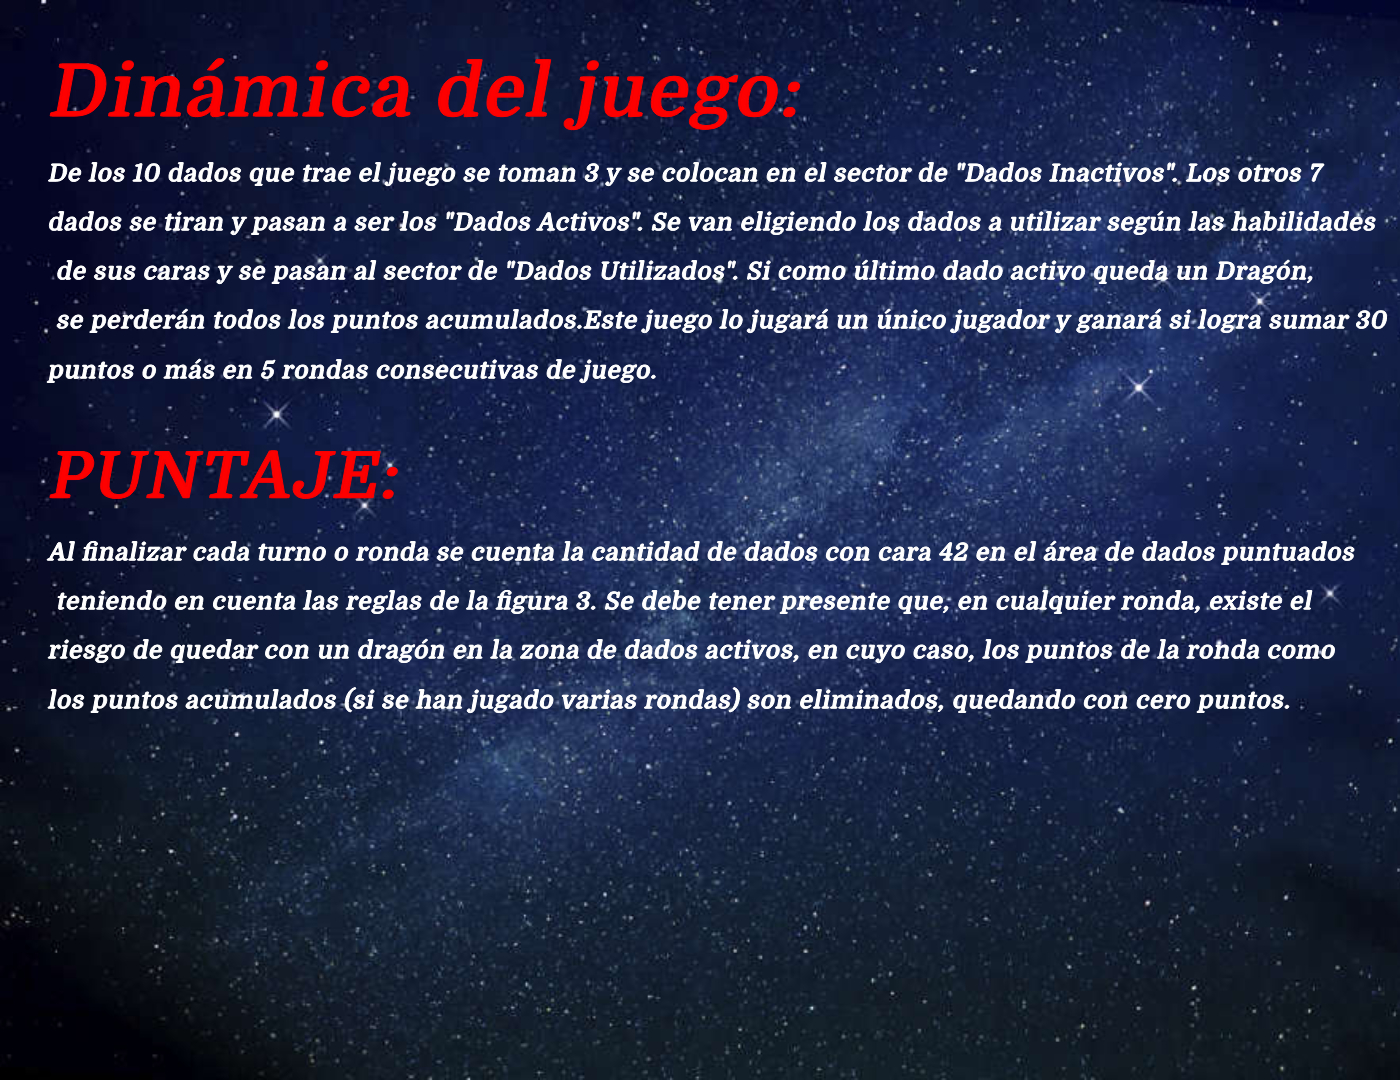 Dinámica del juego:
De los 10 dados que trae el juego se toman 3 y se colocan en el sector de "Dados Inactivos". Los otros 7
dados se tiran y pasan a ser los "Dados Activos". Se van eligiendo los dados a utilizar según las habilidades
de sus caras y se pasan al sector de "Dados Utilizados". Si como último dado activo queda un Dragón,
se perderán todos los puntos acumulados.Este juego lo jugará un único jugador y ganará si logra sumar 30
puntos o más en 5 rondas consecutivas de juego.
PUNTAJE:
Al finalizar cada turno o ronda se cuenta la cantidad de dados con cara 42 en el área de dados puntuados
teniendo en cuenta las reglas de la figura 3. Se debe tener presente que, en cualquier ronda, existe el
riesgo de quedar con un dragón en la zona de dados activos, en cuyo caso, los puntos de la ronda como
los puntos acumulados (si se han jugado varias rondas) son eliminados, quedando con cero puntos.